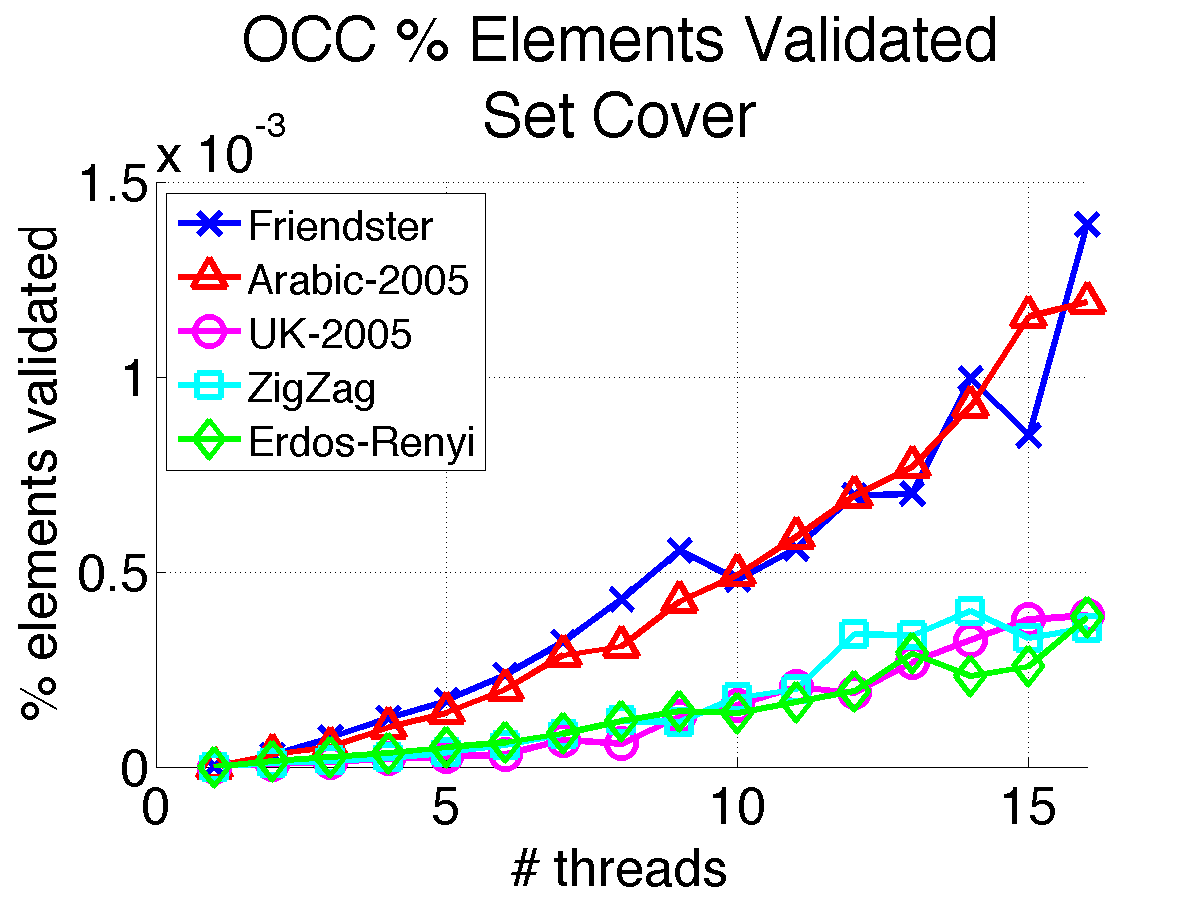 OCC % Elements Validated
Set Cover
x 10-3
1.5
1
0.5
0
% elements validated
Friendster
Arabic-2005
UK-2005
ZigZag
Erdos-Renyi
0 5 10 15
# threads